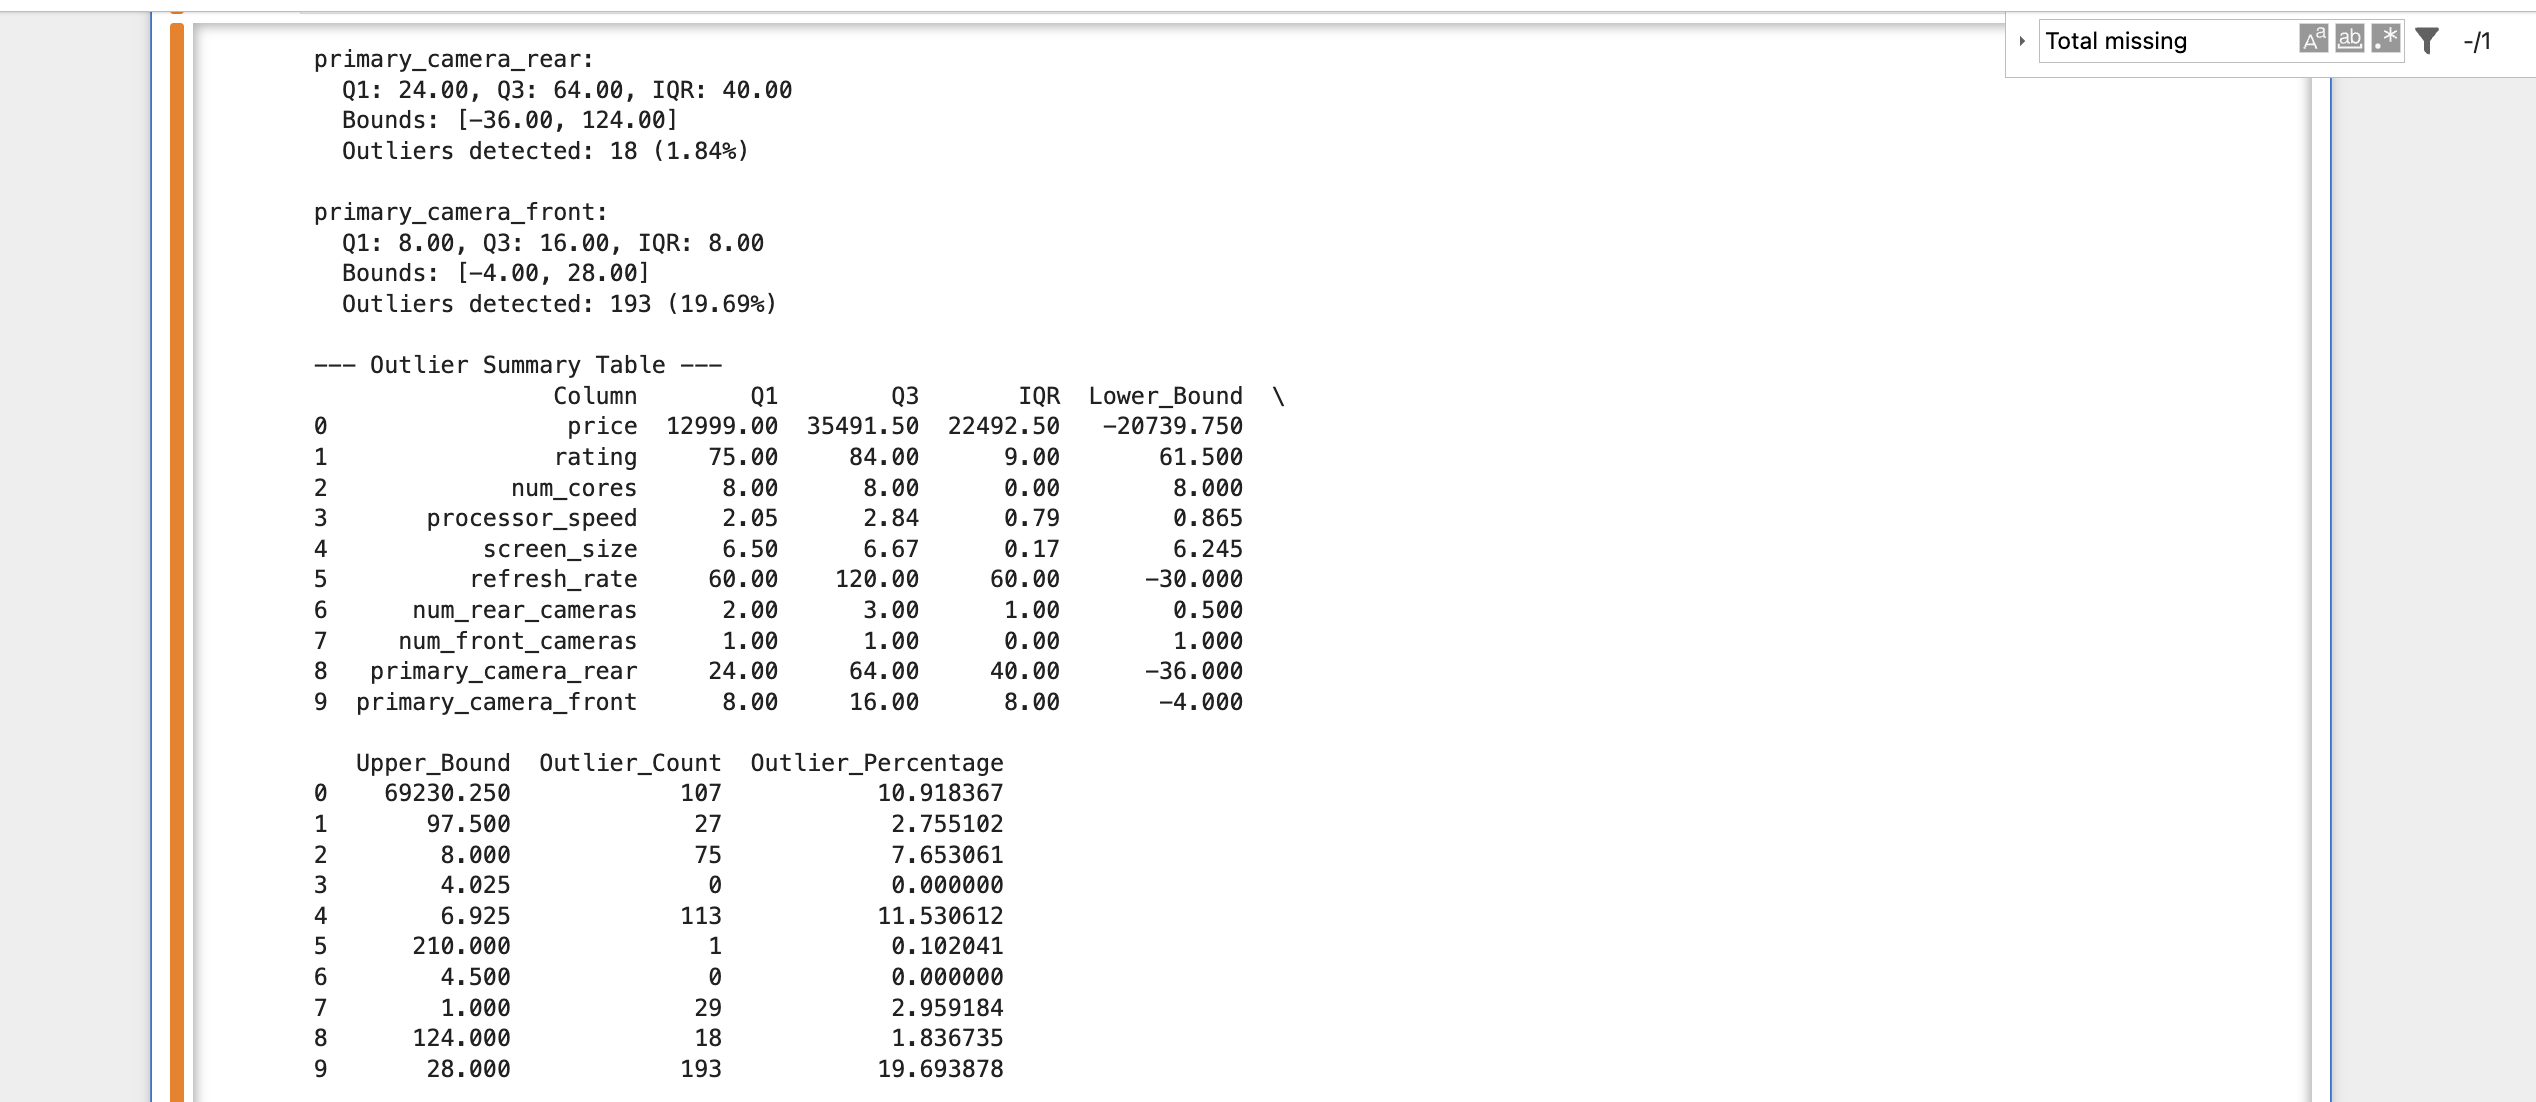 Total missing
-/1
primary_camera_rear:
  Q1: 24.00, Q3: 64.00, IQR: 40.00
  Bounds: [-36.00, 124.00]
  Outliers detected: 18 (1.84%)

primary_camera_front:
  Q1: 8.00, Q3: 16.00, IQR: 8.00
  Bounds: [-4.00, 28.00]
  Outliers detected: 193 (19.69%)

--- Outlier Summary Table ---
                 Column        Q1        Q3       IQR  Lower_Bound  \
0                 price  12999.00  35491.50  22492.50   -20739.750
1                rating     75.00     84.00      9.00       61.500
2             num_cores      8.00      8.00      0.00        8.000
3       processor_speed      2.05      2.84      0.79        0.865
4           screen_size      6.50      6.67      0.17        6.245
5          refresh_rate     60.00    120.00     60.00      -30.000
6      num_rear_cameras      2.00      3.00      1.00        0.500
7     num_front_cameras      1.00      1.00      0.00        1.000
8   primary_camera_rear     24.00     64.00     40.00      -36.000
9  primary_camera_front      8.00     16.00      8.00       -4.000

   Upper_Bound  Outlier_Count  Outlier_Percentage
0    69230.250            107           10.918367
1       97.500             27            2.755102
2        8.000             75            7.653061
3        4.025              0            0.000000
4        6.925            113           11.530612
5      210.000              1            0.102041
6        4.500              0            0.000000
7        1.000             29            2.959184
8      124.000             18            1.836735
9       28.000            193           19.693878